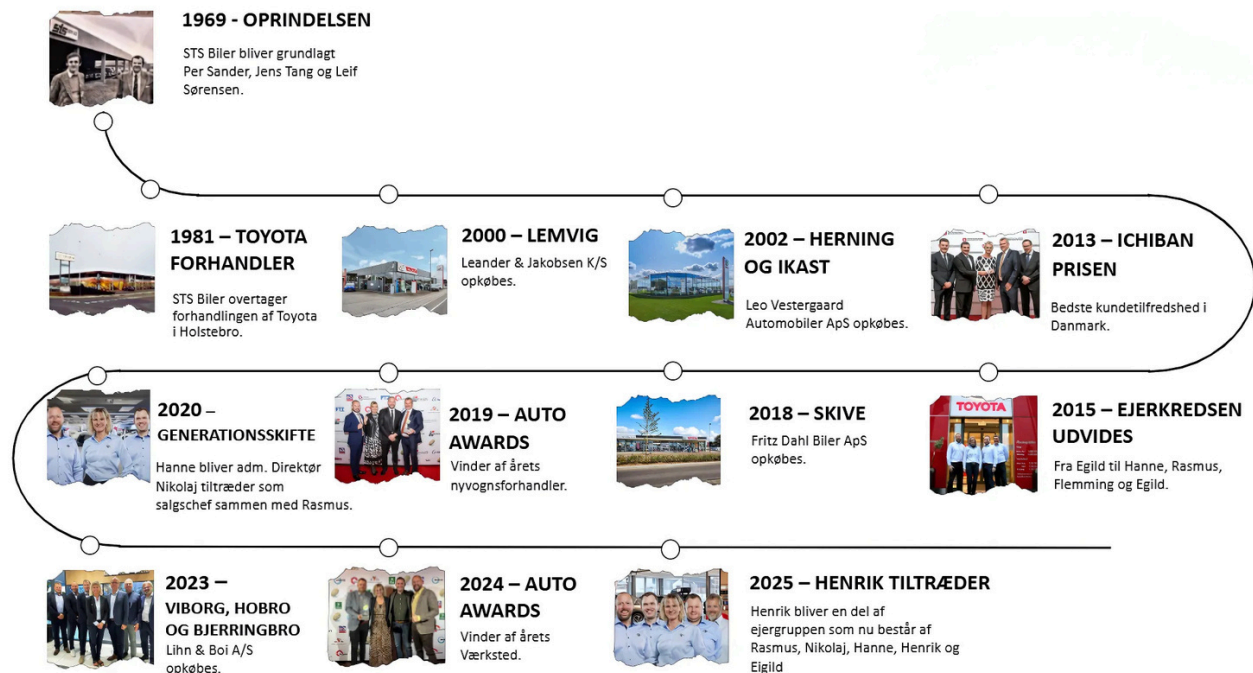 1969 - OPRINDELSEN
STS Biler bliver grundlagt
Per Sander, Jens Tang og Leif
Sørensen.
1981 – TOYOTA
FORHANDLER
STS Biler overtager
forhandlingen af Toyota
i Holstebro.
2000 – LEMVIG
Leander & Jakobsen K/S
opkøbes.
2002 – HERNING
OG IKAST
Leo Vestergaard
Automobiler ApS opkøbes.
2013 – ICHIBAN
PRISEN
Bedste kundetilfredshed i
Danmark.
TOYOTA
2015 – EJERKREDSEN
UDVIDES
Fra Egild til Hanne, Rasmus,
Flemming og Egild.
2018 – SKIVE
Fritz Dahl Biler ApS
opkøbes.
2019 – AUTO
AWARDS
Vinder af årets
nyvognsforhandler.
2020 –
GENERATIONSSKIFTE
Hanne bliver adm. Direktør
Nikolaj tiltræder som
salgschef sammen med Rasmus.
2023 –
VIBORG, HOBRO
OG BJERRINGBRO
Lihn & Boi A/S
opkøbes.
2024 – AUTO
AWARDS
Vinder af årets
Værksted.
2025 – HENRIK TILTRÆDER
Henrik bliver en del af
ejergruppen som nu består af
Rasmus, Nikolaj, Hanne, Henrik og
Eigild